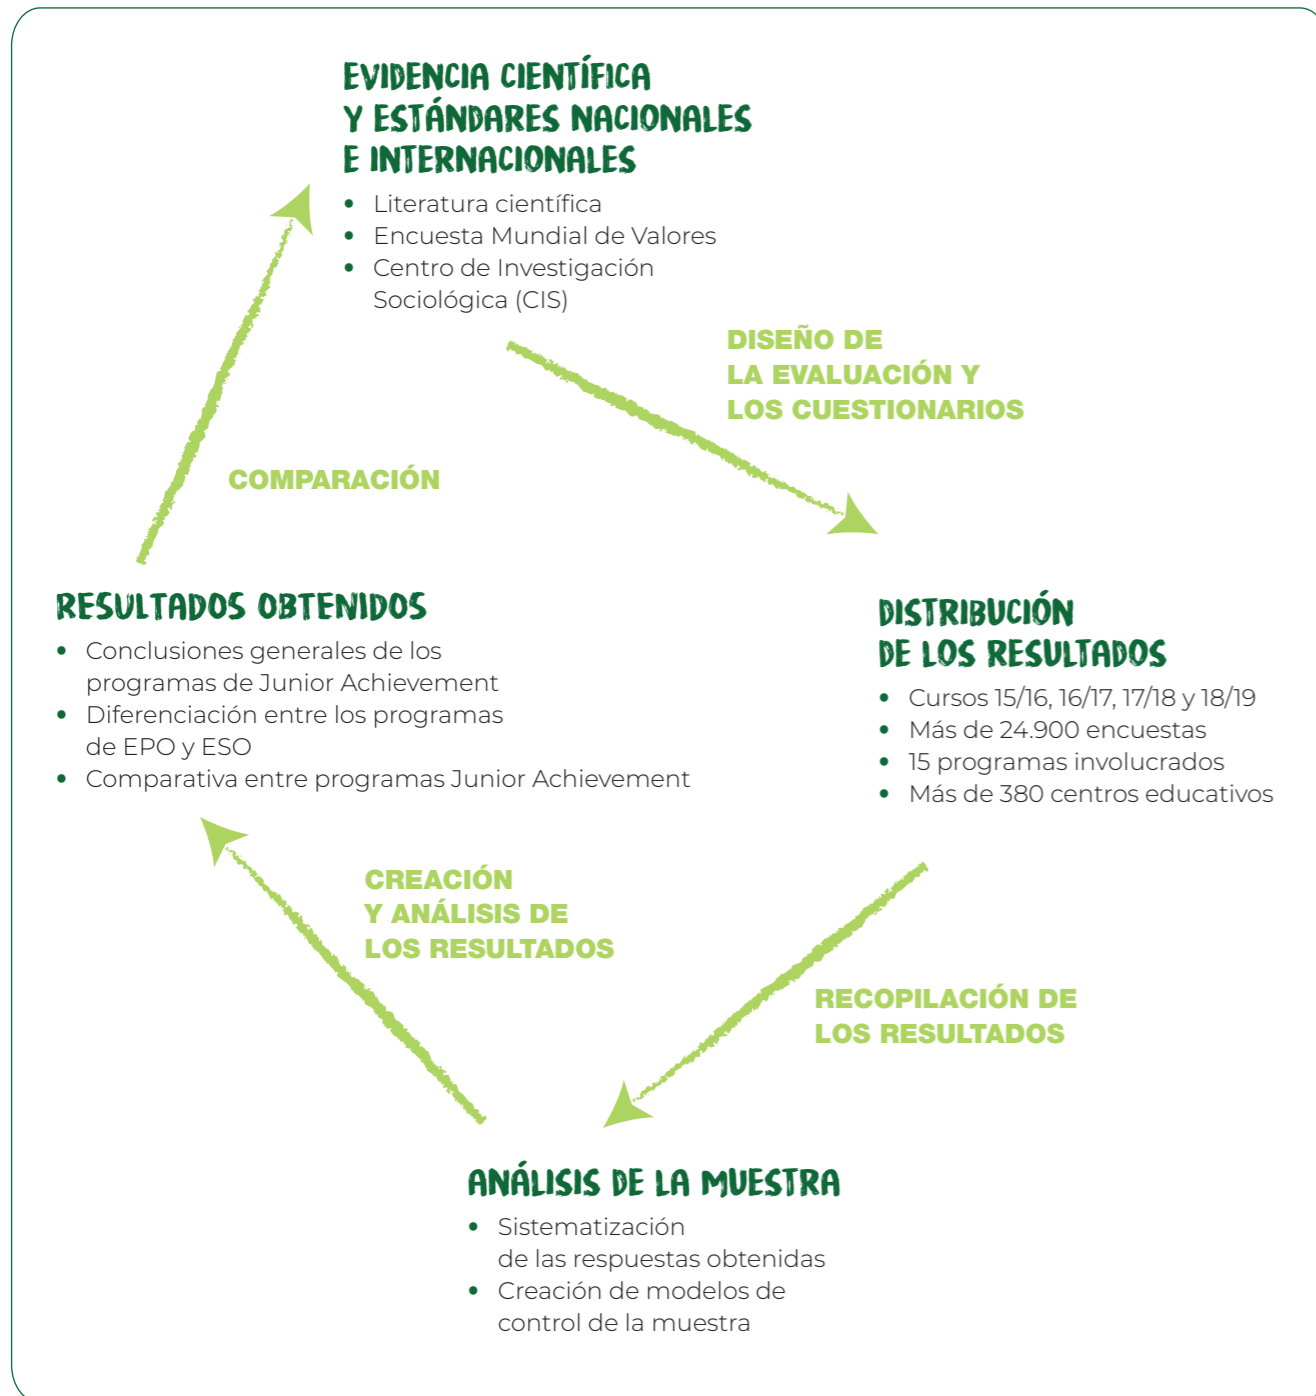 EVIDENCIA CIENTÍFICA
Y ESTÁNDARES NACIONALES
E INTERNACIONALES
• Literatura científica
• Encuesta Mundial de Valores
• Centro de Investigación
Sociológica (CIS)
DISEÑO DE
LA EVALUACIÓN Y
LOS CUESTIONARIOS
COMPARACIÓN
RESULTADOS OBTENIDOS
• Conclusiones generales de los
programas de Junior Achievement
• Diferenciación entre los programas
de EPO y ESO
• Comparativa entre programas Junior Achievement
DISTRIBUCIÓN
DE LOS RESULTADOS
• Cursos 15/16, 16/17, 17/18 y 18/19
• Más de 24.900 encuestas
• 15 programas involucrados
• Más de 380 centros educativos
CREACIÓN
Y ANÁLISIS DE
LOS RESULTADOS
RECOPILACIÓN DE
LOS RESULTADOS
ANÁLISIS DE LA MUESTRA
• Sistematización
de las respuestas obtenidas
• Creación de modelos de
control de la muestra